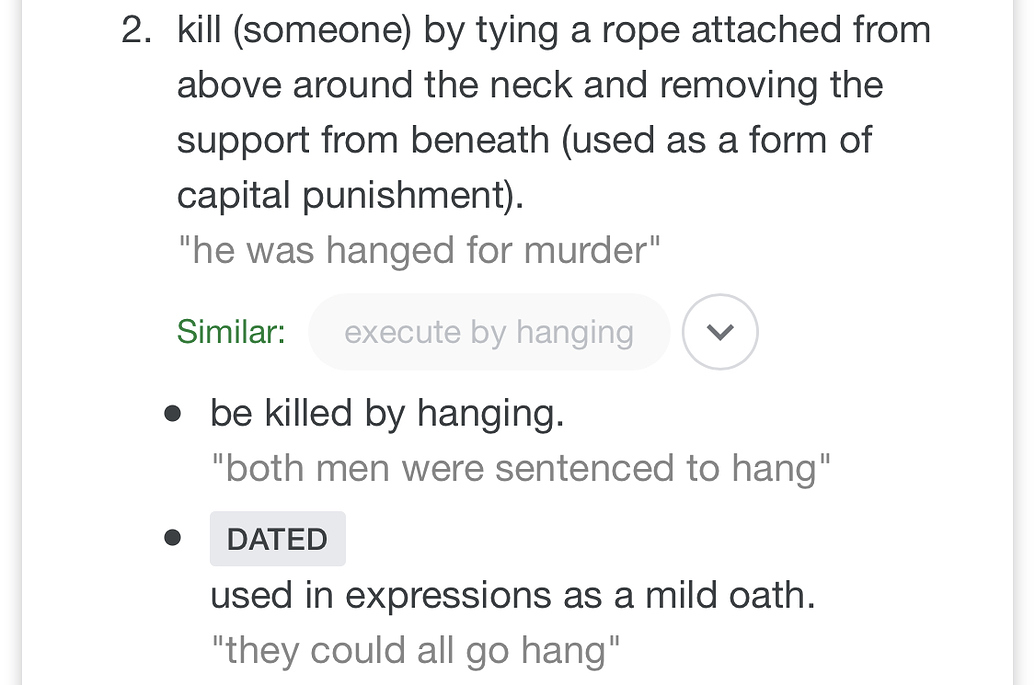 2. kill (someone) by tying a rope attached from
above around the neck and removing the
support from beneath (used as a form of
capital punishment).
"he was hanged for murder"
Similar: execute by hanging
• be killed by hanging.
"both men were sentenced to hang"
• DATED
used in expressions as a mild oath.
"they could all go hang"